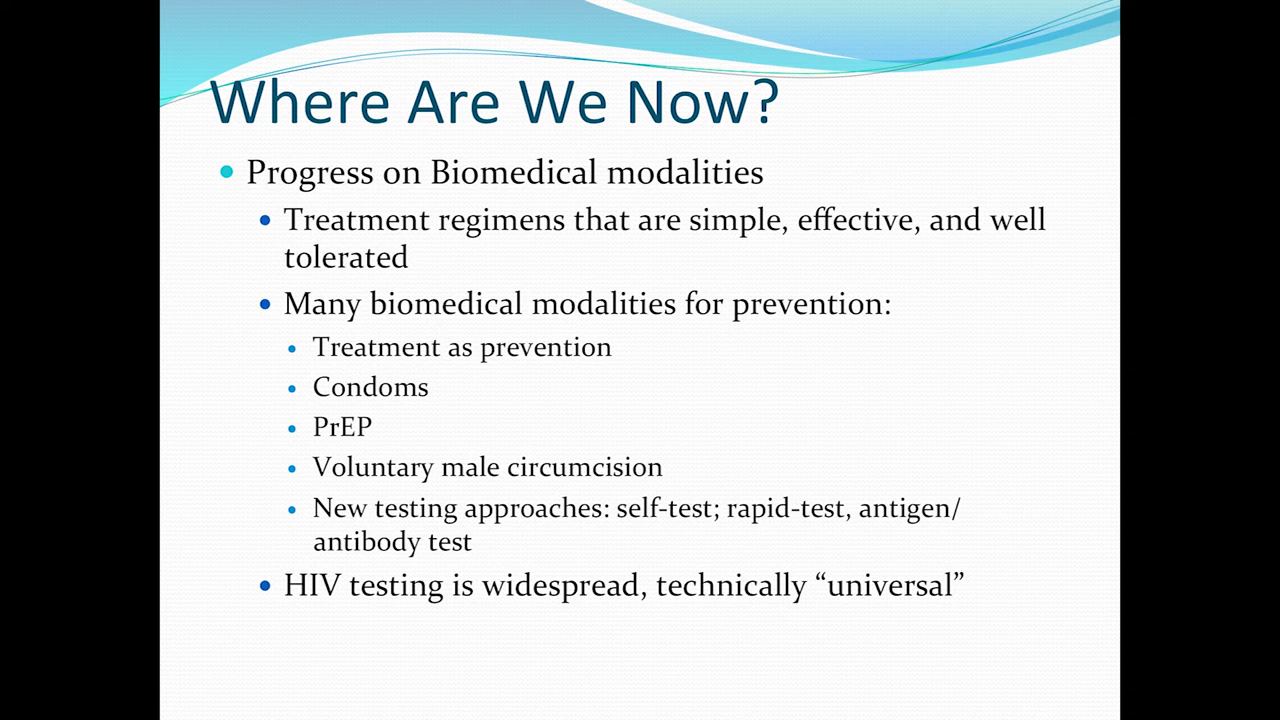 Where Are We Now?
Progress on Biomedical modalities
Treatment regimens that are simple, effective, and well
tolerated
Many biomedical modalities for prevention:
Treatment as prevention
Condoms
PrEP
Voluntary male circumcision
New testing approaches: self-test; rapid-test, antigen/
antibody test
HIV testing is widespread, technically “universal”